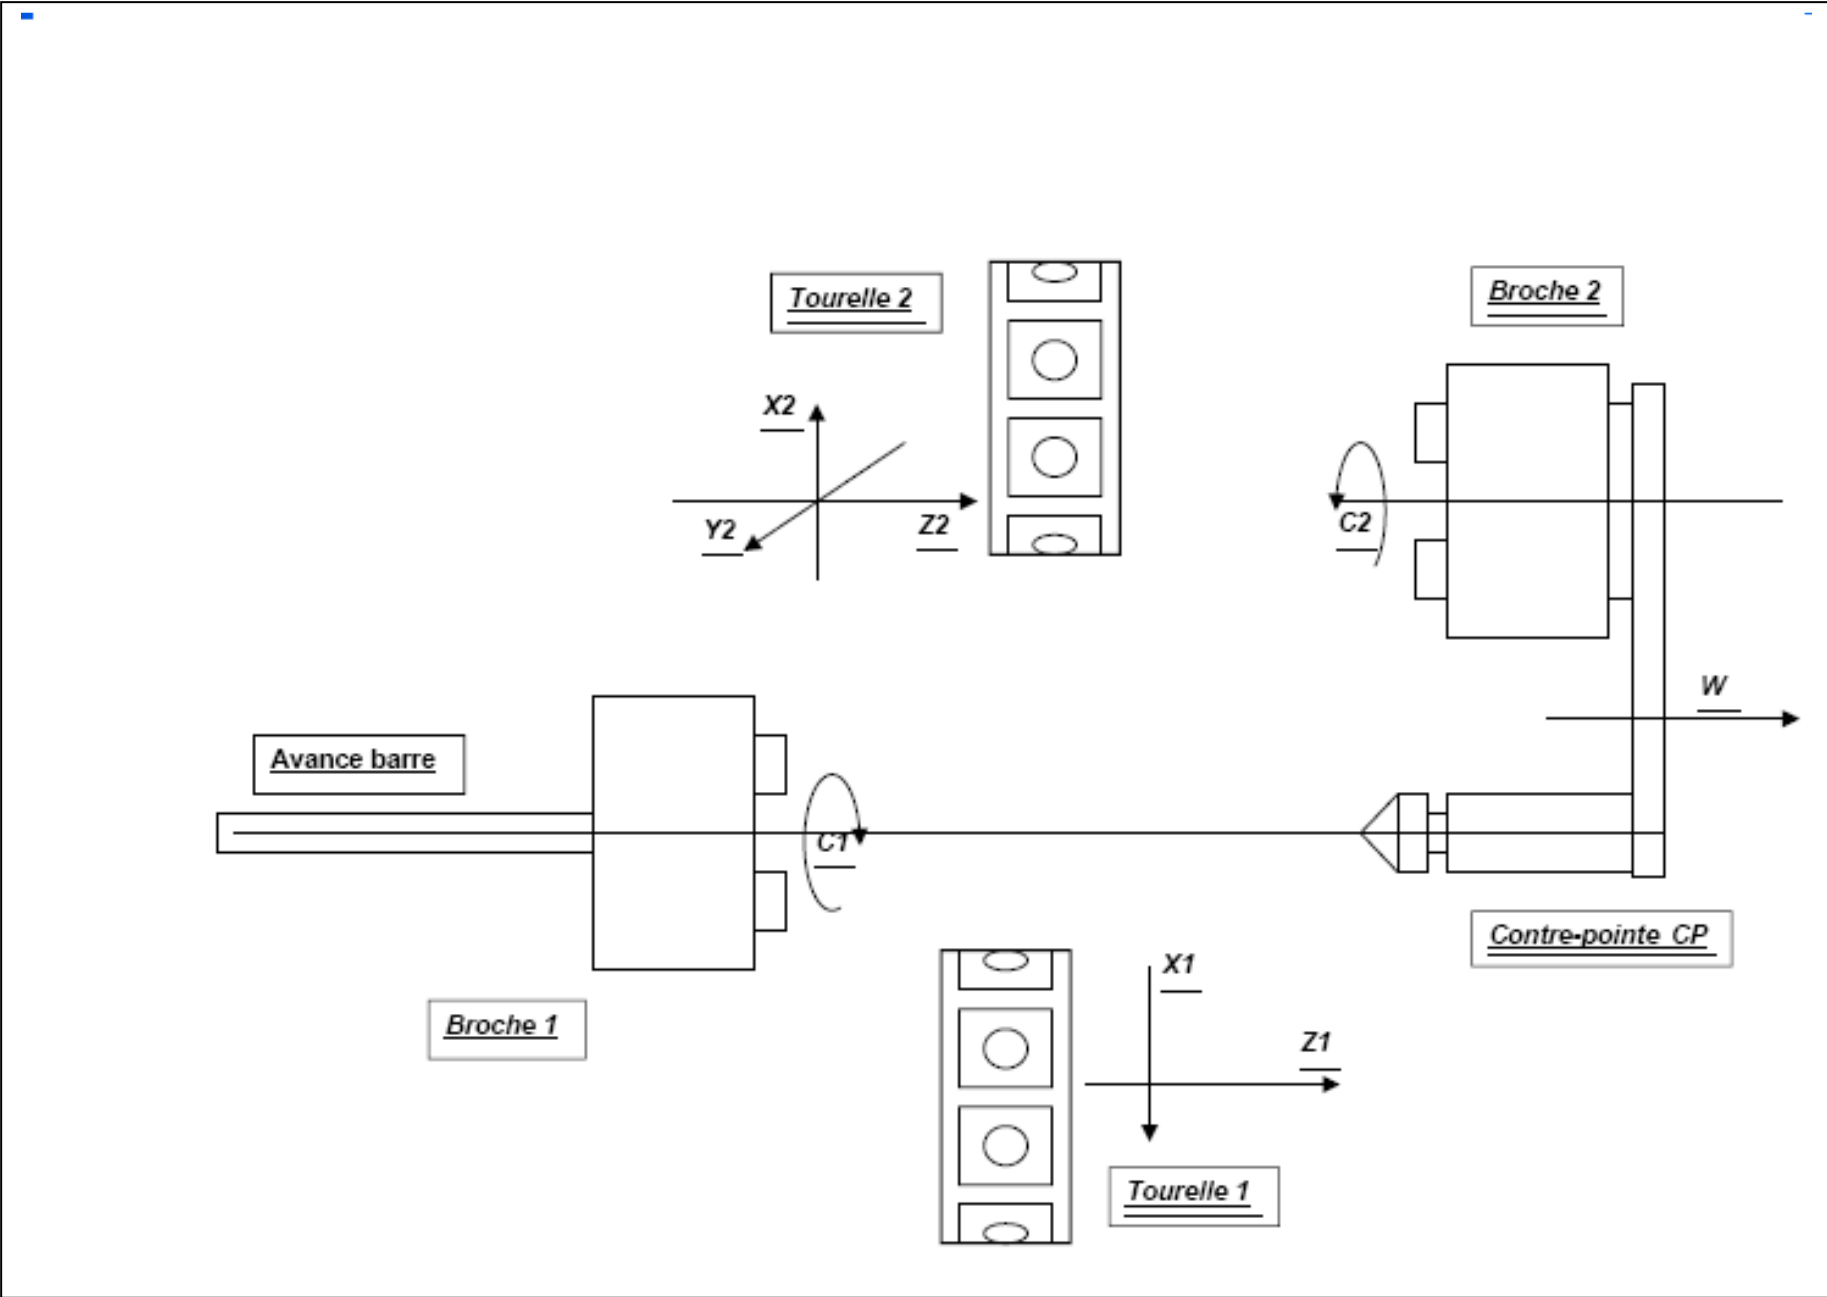 Tourelle 2
Broche 2
X2
Y2
Z2
C2
W
Avance barre
C1
Contre-pointe CP
X1
Broche 1
Z1
Tourelle 1